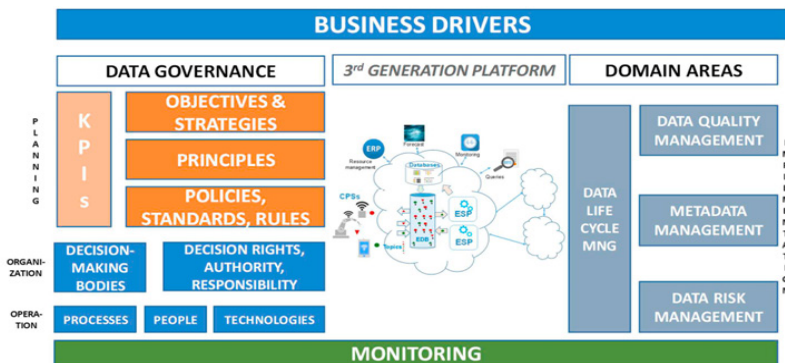 BUSINESS DRIVERS
DATA GOVERNANCE
3rd GENERATION PLATFORM
DOMAIN AREAS
PLANNING
KPIs
OBJECTIVES &
STRATEGIES
PRINCIPLES
POLICIES,
STANDARDS, RULES
ORGANI-
ZATION
DECISION-
MAKING
BODIES
DECISION RIGHTS,
AUTHORITY,
RESPONSIBILITY
OPERA-
TION
PROCESSES
PEOPLE
TECHNOLOGIES
Forecast
ERP
Resource
management
Monitoring
Databases
Queries
CPSs
ESP
ESP
EDB
Topics
DATA
LIFE
CYCLE
MNG
DATA QUALITY
MANAGEMENT
METADATA
MANAGEMENT
DATA RISK
MANAGEMENT
MONITORING